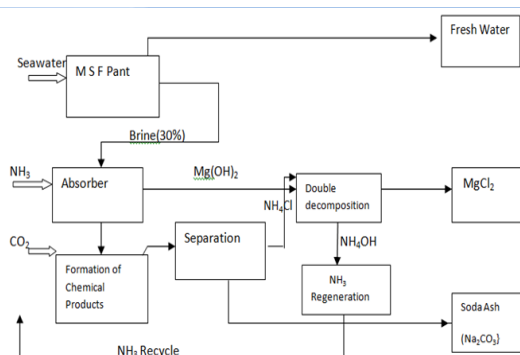 Fresh Water
Seawater
M S F Pant
Brine(30%)
NH₃
Absorber
Mg(OH)₂
Double
decomposition
MgCl₂
NH₄Cl
CO₂
Formation of
Chemical
Products
Separation
NH₄OH
NH₃
Regeneration
Soda Ash
(Na₂CO₃)
NH₃ Recycle